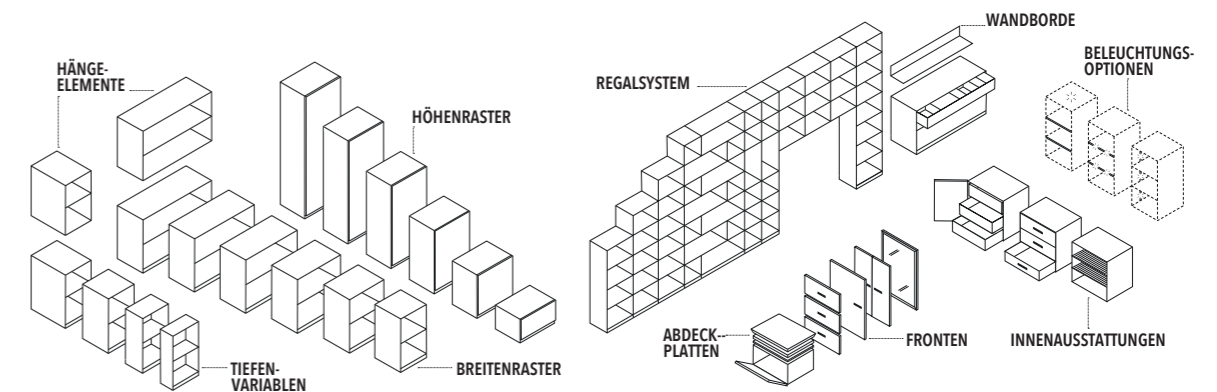 HÄNGE-
ELEMENTE
HÖHENRASTER
TIEFEN-
VARIABLEN
BREITENRASTER
REGALSYSTEM
WANDBORDE
BELEUCHTUNGS-
OPTIONEN
ABDECK--
PLATTEN
FRONTEN
INNENAUSSTATTUNGEN